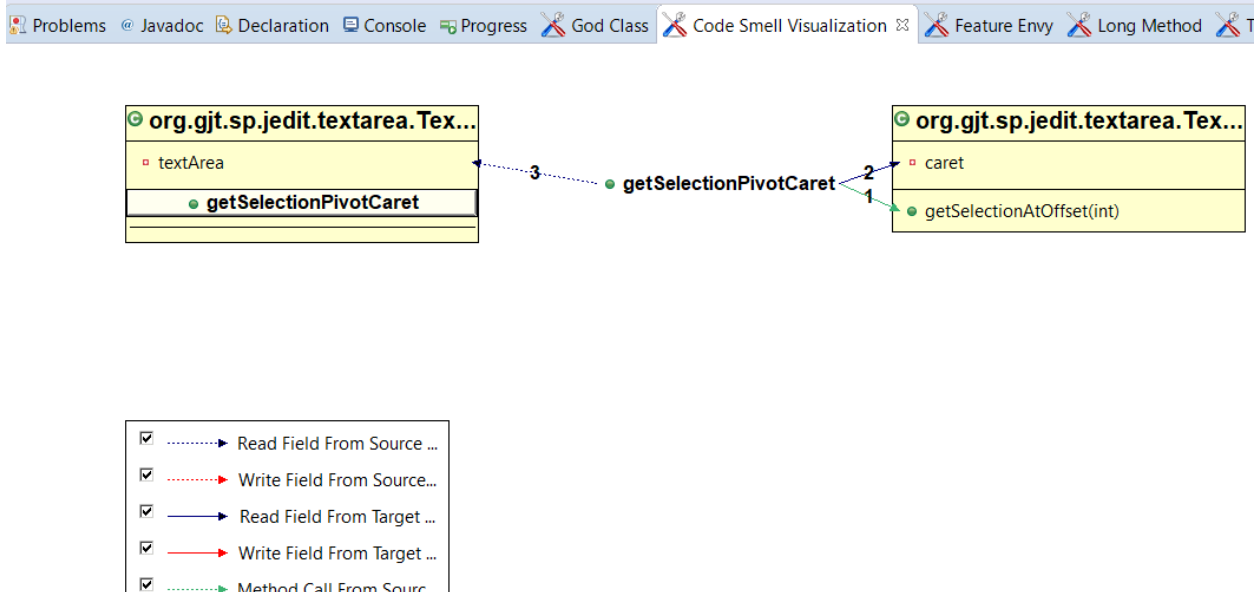 Problems @ Javadoc Declaration Console Progress God Class Code Smell Visualization Feature Envy Long Method T
org.gjt.sp.jedit.textarea.Tex... org.gjt.sp.jedit.textarea.Tex...
textArea 3 getSelectionPivotCaret 2 caret
getSelectionPivotCaret 1 getSelectionAtOffset(int)
Read Field From Source ...
Write Field From Source...
Read Field From Target ...
Write Field From Target ...
Method Call From Sourc...